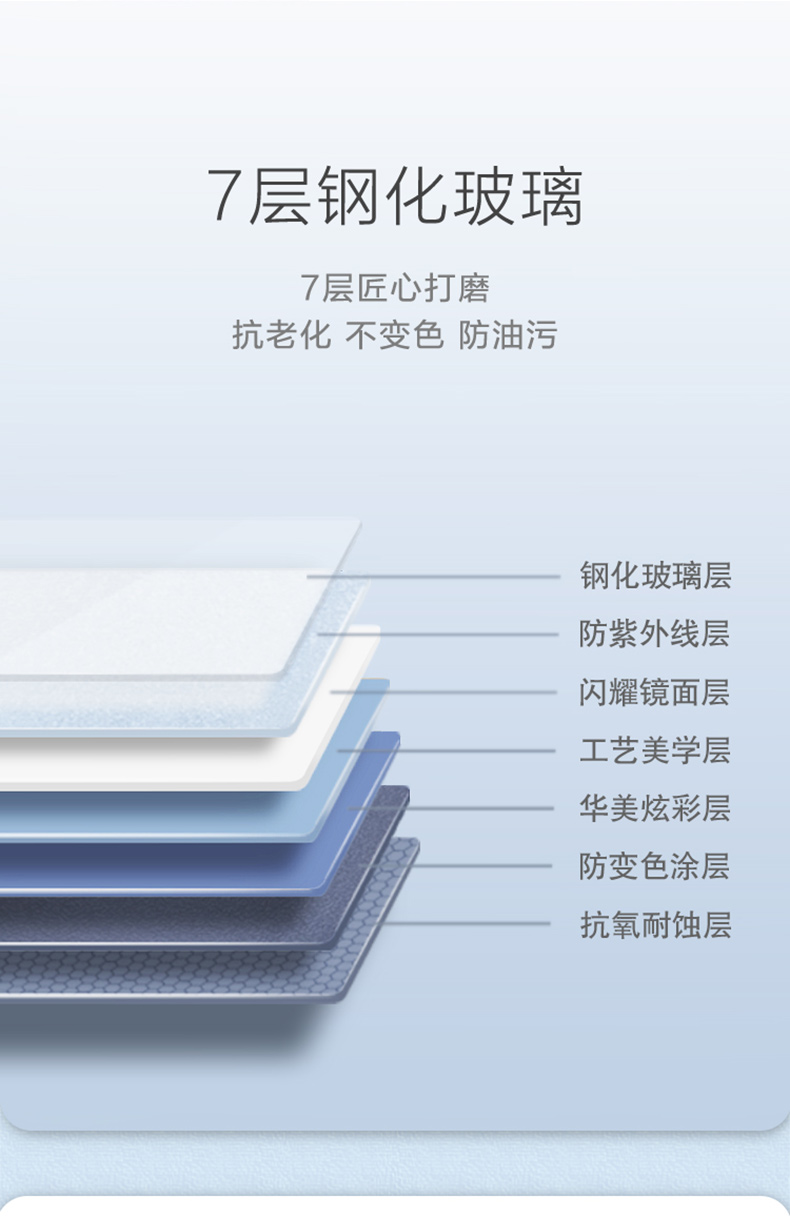 7层钢化玻璃
7层匠心打磨
抗老化 不变色 防油污
钢化玻璃层
防紫外线层
闪耀镜面层
工艺美学层
华美炫彩层
防变色涂层
抗氧耐蚀层